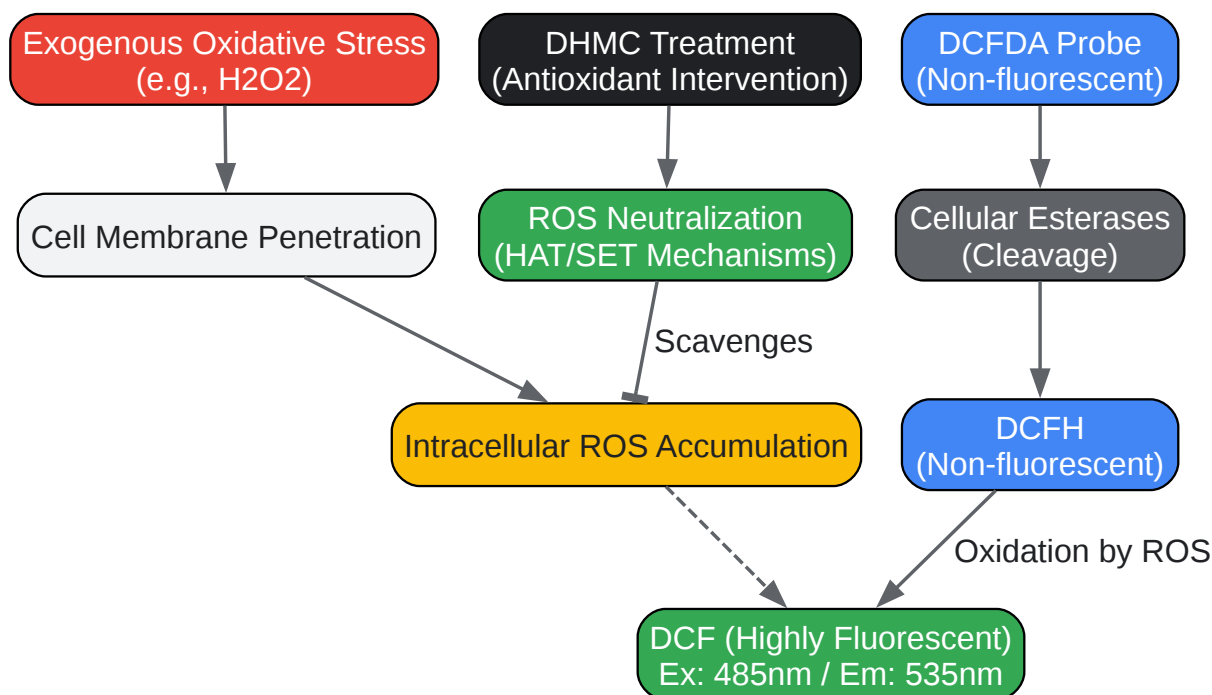 Exogenous Oxidative Stress
(e.g., H2O2)
DHMC Treatment
(Antioxidant Intervention)
DCFDA Probe
(Non-fluorescent)
Cell Membrane Penetration
ROS Neutralization
(HAT/SET Mechanisms)
Cellular Esterases
(Cleavage)
Scavenges
Intracellular ROS Accumulation
DCFH
(Non-fluorescent)
Oxidation by ROS
DCF (Highly Fluorescent)
Ex: 485nm / Em: 535nm